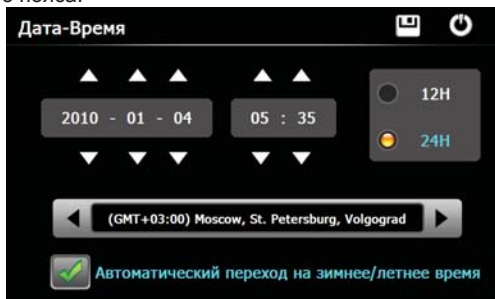 Дата-Время
2010 - 01 - 04 05 : 35
12H
24H
(GMT+03:00) Moscow, St. Petersburg, Volgograd
Автоматический переход на зимнее/летнее время